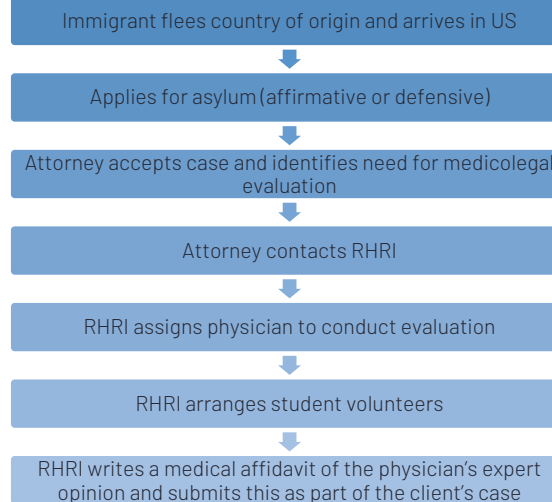 Immigrant flees country of origin and arrives in US
Applies for asylum (affirmative or defensive)
Attorney accepts case and identifies need for medicolegal
evaluation
Attorney contacts RHRI
RHRI assigns physician to conduct evaluation
RHRI arranges student volunteers
RHRI writes a medical affidavit of the physician's expert
opinion and submits this as part of the client's case